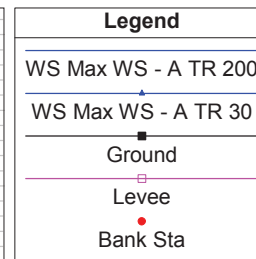 Legend
WS Max WS - A TR 200
WS Max WS - A TR 30
Ground
Levee
Bank Sta